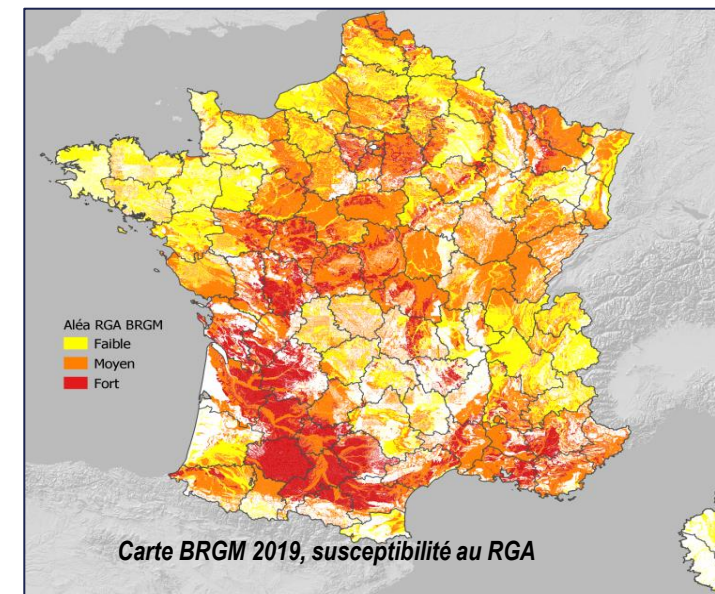 Aléa RGA BRGM
Faible
Moyen
Fort
Carte BRGM 2019, susceptibilité au RGA